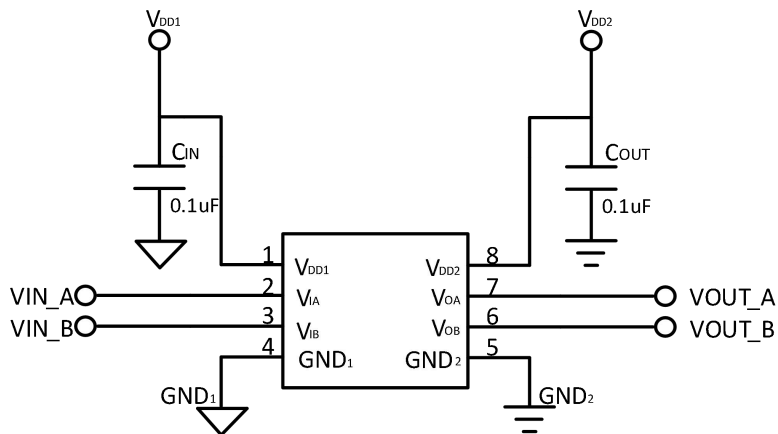 VDD1 VDD2
CIN COUT
0.1uF 0.1uF
1 VDD1 VDD2 8
VIN_A 2 VIA VOA 7 VOUT_A
VIN_B 3 VIB VOB 6 VOUT_B
4 GND1 GND2 5
GND1 GND2